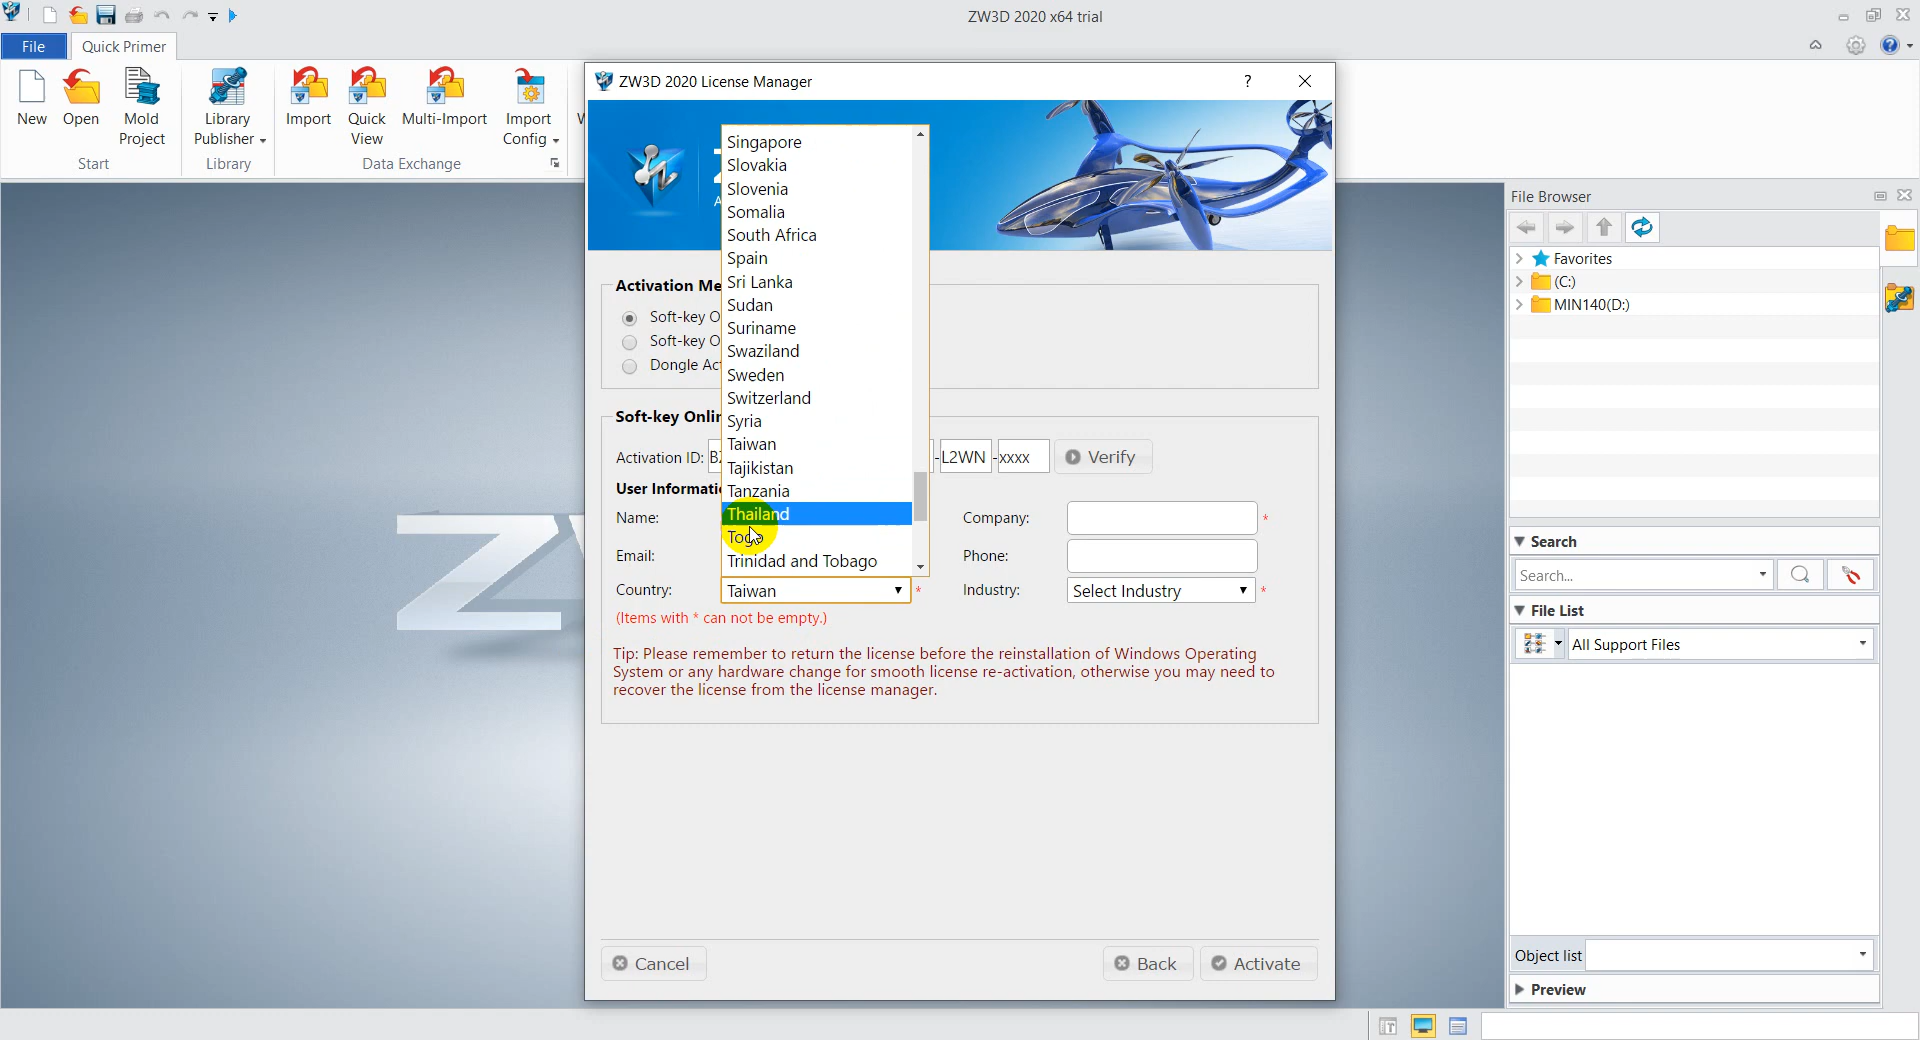 ZW3D 2020 x64 trial
File
Quick Primer
New
Open
Mold
Project
Library
Publisher
Import
Quick
View
Multi-Import
Import
Config
Start
Library
Data Exchange
ZW3D 2020 License Manager
?
Singapore
Slovakia
Slovenia
Somalia
South Africa
Spain
Sri Lanka
Sudan
Suriname
Swaziland
Sweden
Switzerland
Syria
Taiwan
Tajikistan
Tanzania
Thailand
Togo
Trinidad and Tobago
Activation Me
Soft-key O
Soft-key O
Dongle Act
Soft-key Onlin
Activation ID:
-L2WN -xxxx
Verify
User Informati
Name:
Company: *
Email:
Phone:
Country: Taiwan *
Industry: Select Industry *
(Items with * can not be empty.)
Tip: Please remember to return the license before the reinstallation of Windows Operating
System or any hardware change for smooth license re-activation, otherwise you may need to
recover the license from the license manager.
Cancel
Back
Activate
File Browser
Favorites
(C:)
MIN140(D:)
Search
Search...
File List
All Support Files
Object list
Preview